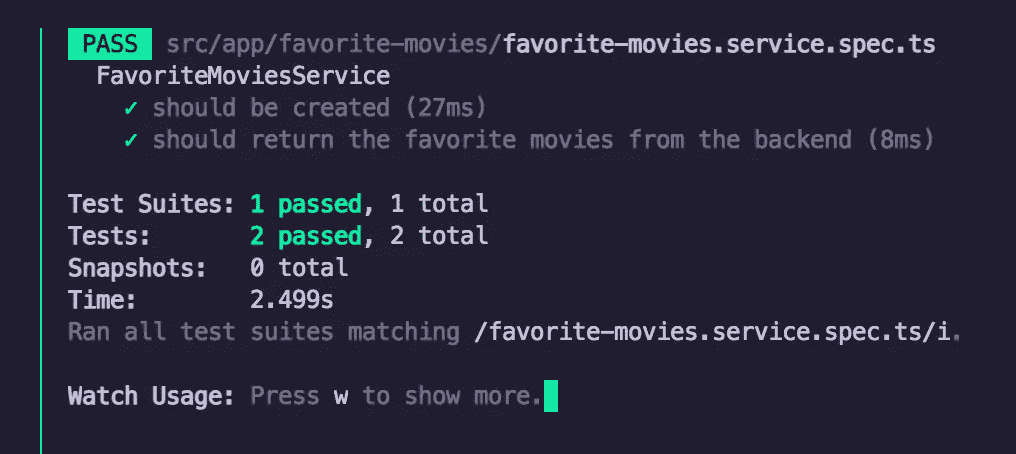 PASS src/app/favorite-movies/favorite-movies.service.spec.ts
FavoriteMoviesService
✓ should be created (27ms)
✓ should return the favorite movies from the backend (8ms)
Test Suites: 1 passed, 1 total
Tests: 2 passed, 2 total
Snapshots: 0 total
Time: 2.499s
Ran all test suites matching /favorite-movies.service.spec.ts/i.
Watch Usage: Press w to show more.